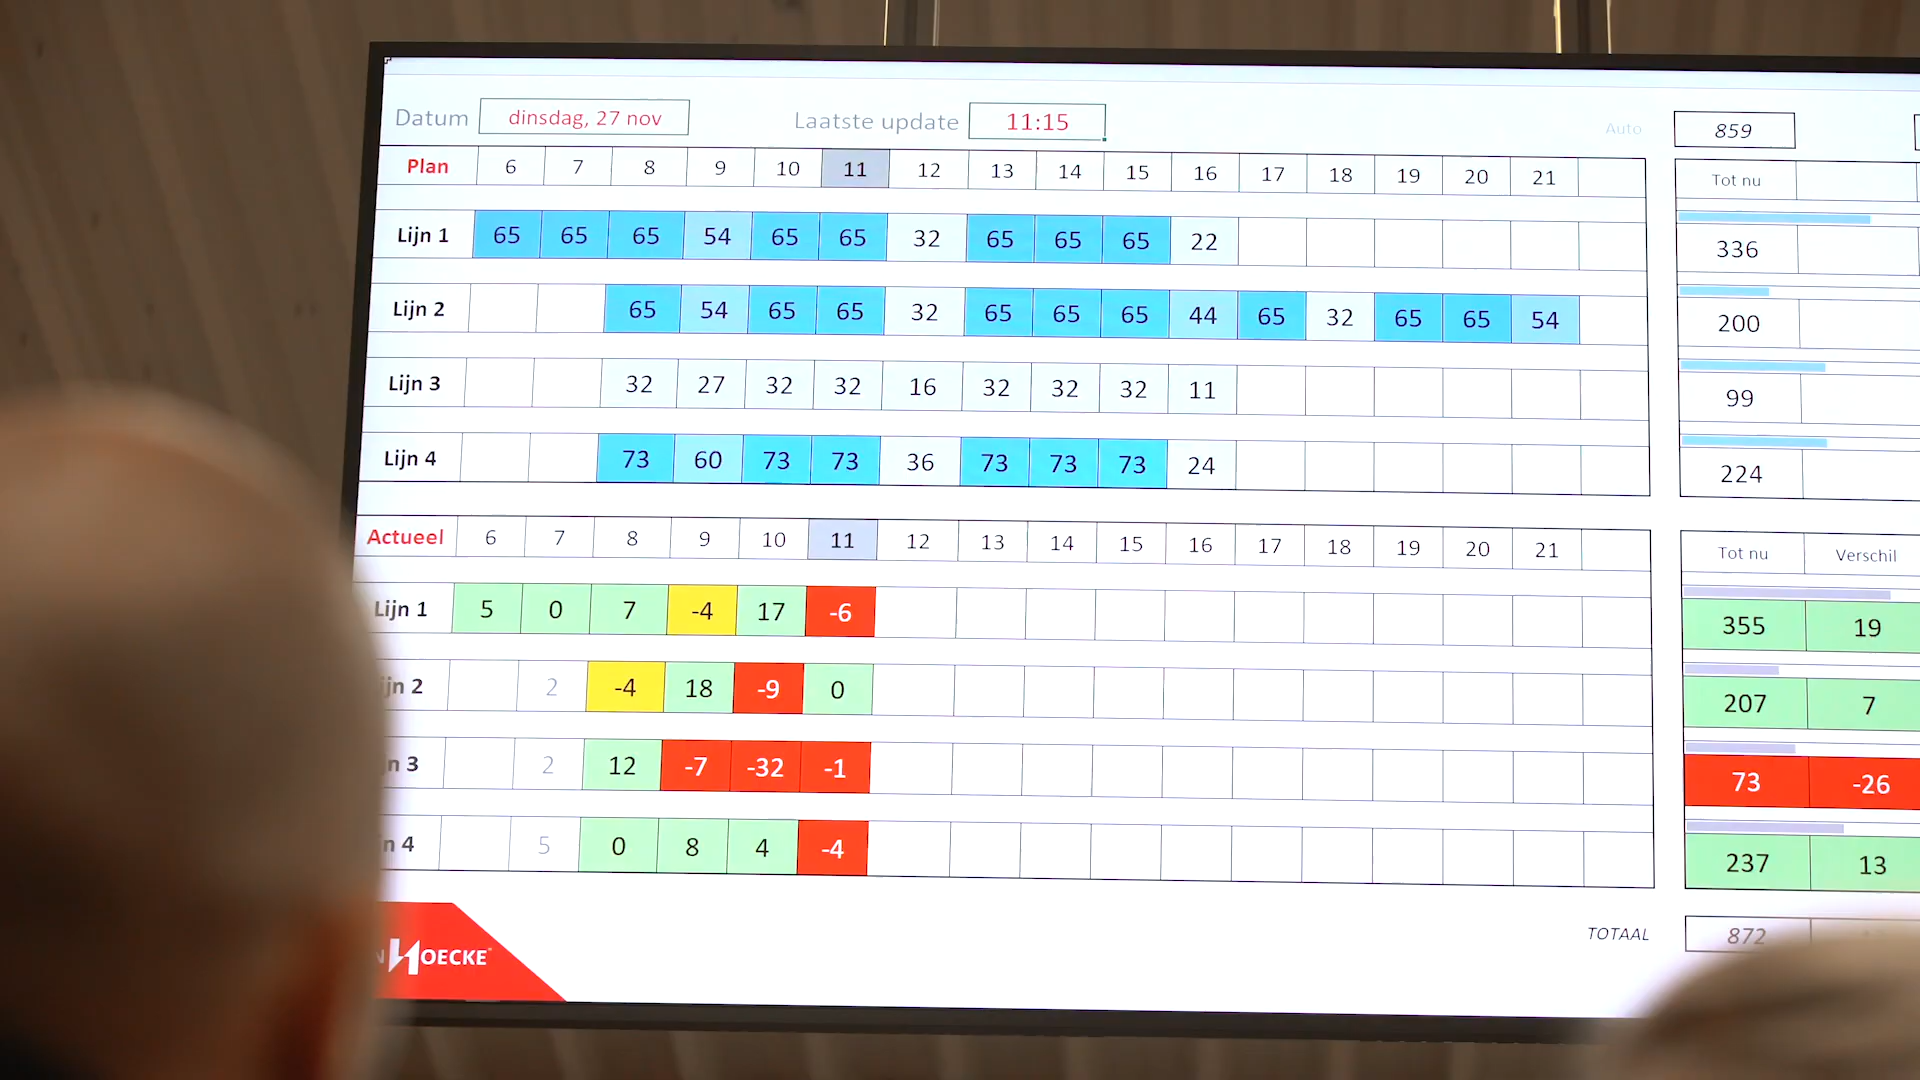 Datum dinsdag, 27 nov Laatste update 11:15 Auto 859
Plan 6 7 8 9 10 11 12 13 14 15 16 17 18 19 20 21 Tot nu
Lijn 1 65 65 65 54 65 65 32 65 65 65 22 336
Lijn 2 65 54 65 65 32 65 65 65 44 65 32 65 65 54 200
Lijn 3 32 27 32 32 16 32 32 32 11 99
Lijn 4 73 60 73 73 36 73 73 73 24 224
Actueel 6 7 8 9 10 11 12 13 14 15 16 17 18 19 20 21 Tot nu Verschil
Lijn 1 5 0 7 -4 17 -6 355 19
jn 2 2 -4 18 -9 0 207 7
n 3 2 12 -7 -32 -1 73 -26
n 4 5 0 8 4 -4 237 13
TOTAAL 872
N HOECKE